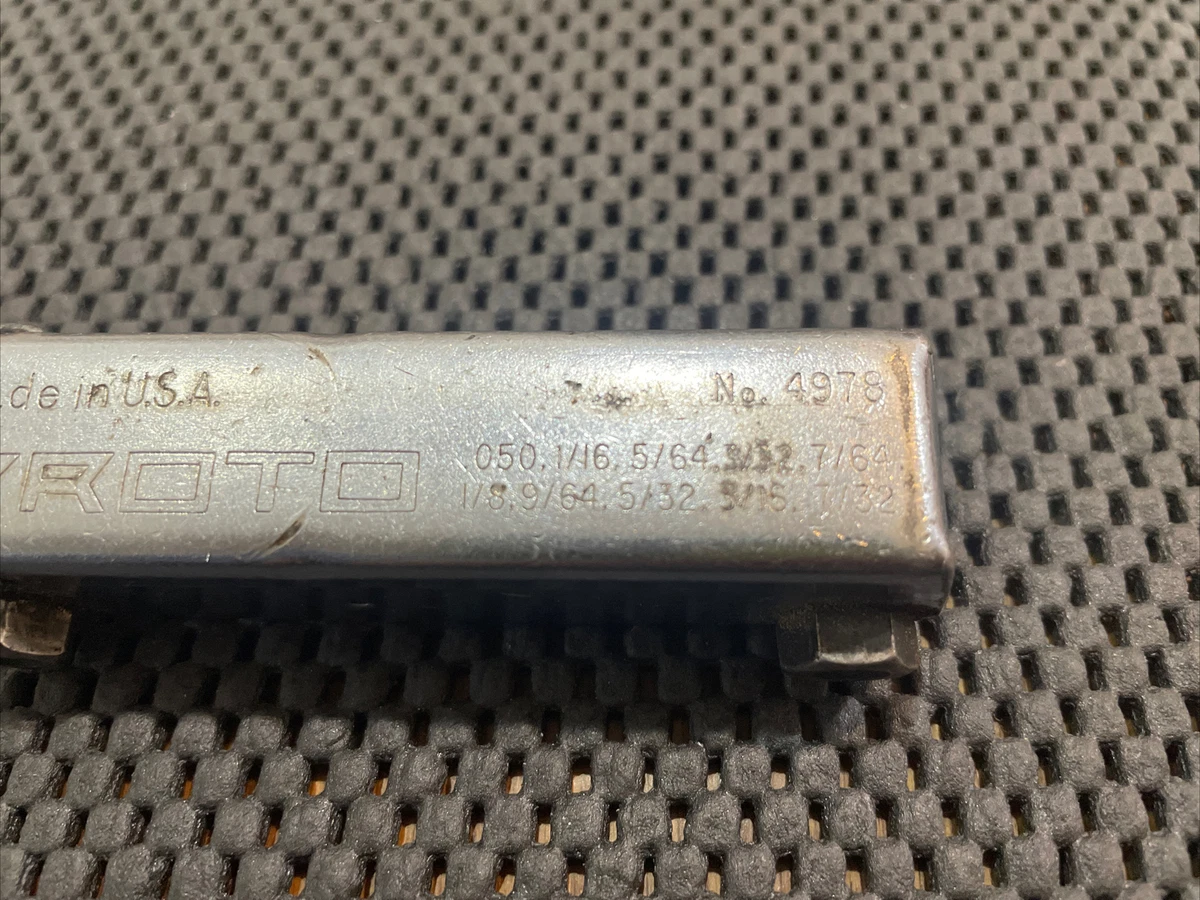 de in U.S.A.
No. 4978
ROTO
.050, 1/16, 5/64, 3/32, 7/64
1/8, 9/64, 5/32, 3/16, 7/32